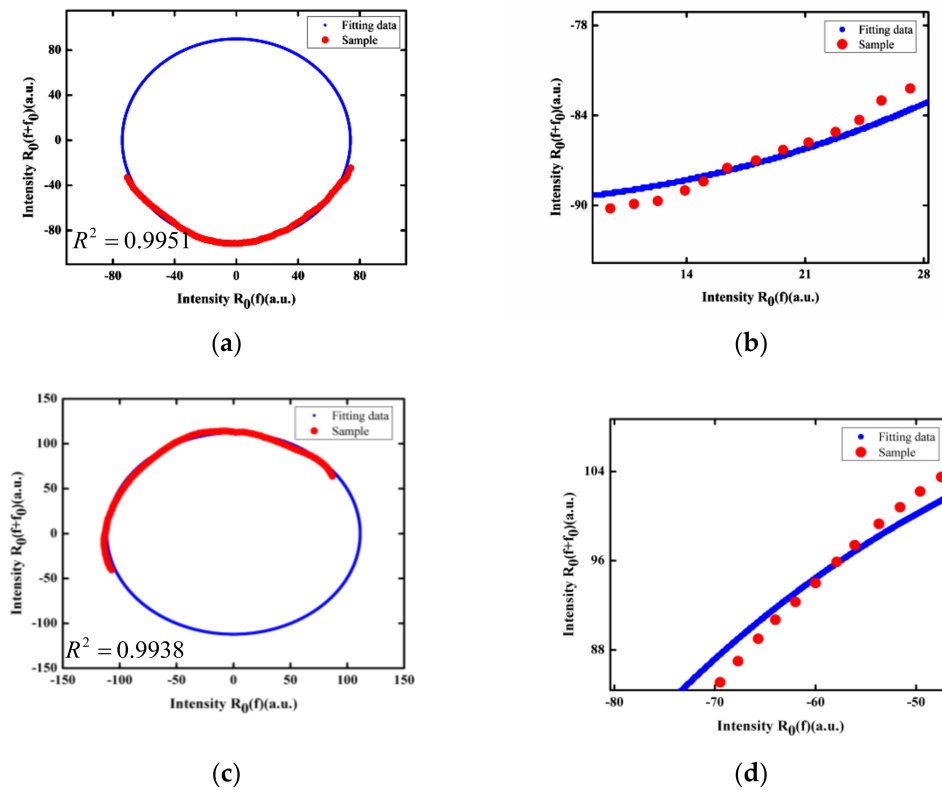 Fitting data
Sample
80
40
0
-40
-80
Intensity R0(f+f0)(a.u.)
R² = 0.9951
-80 -40 0 40 80
Intensity R0(f)(a.u.)
(a)
Fitting data
Sample
-78
-84
-90
Intensity R0(f+f0)(a.u.)
14 21 28
Intensity R0(f)(a.u.)
(b)
Fitting data
Sample
150
100
50
0
-50
-100
-150
Intensity R0(f+f0)(a.u.)
R² = 0.9938
-150 -100 -50 0 50 100 150
Intensity R0(f)(a.u.)
(c)
Fitting data
Sample
104
96
88
Intensity R0(f+f0)(a.u.)
-80 -70 -60 -50
Intensity R0(f)(a.u.)
(d)